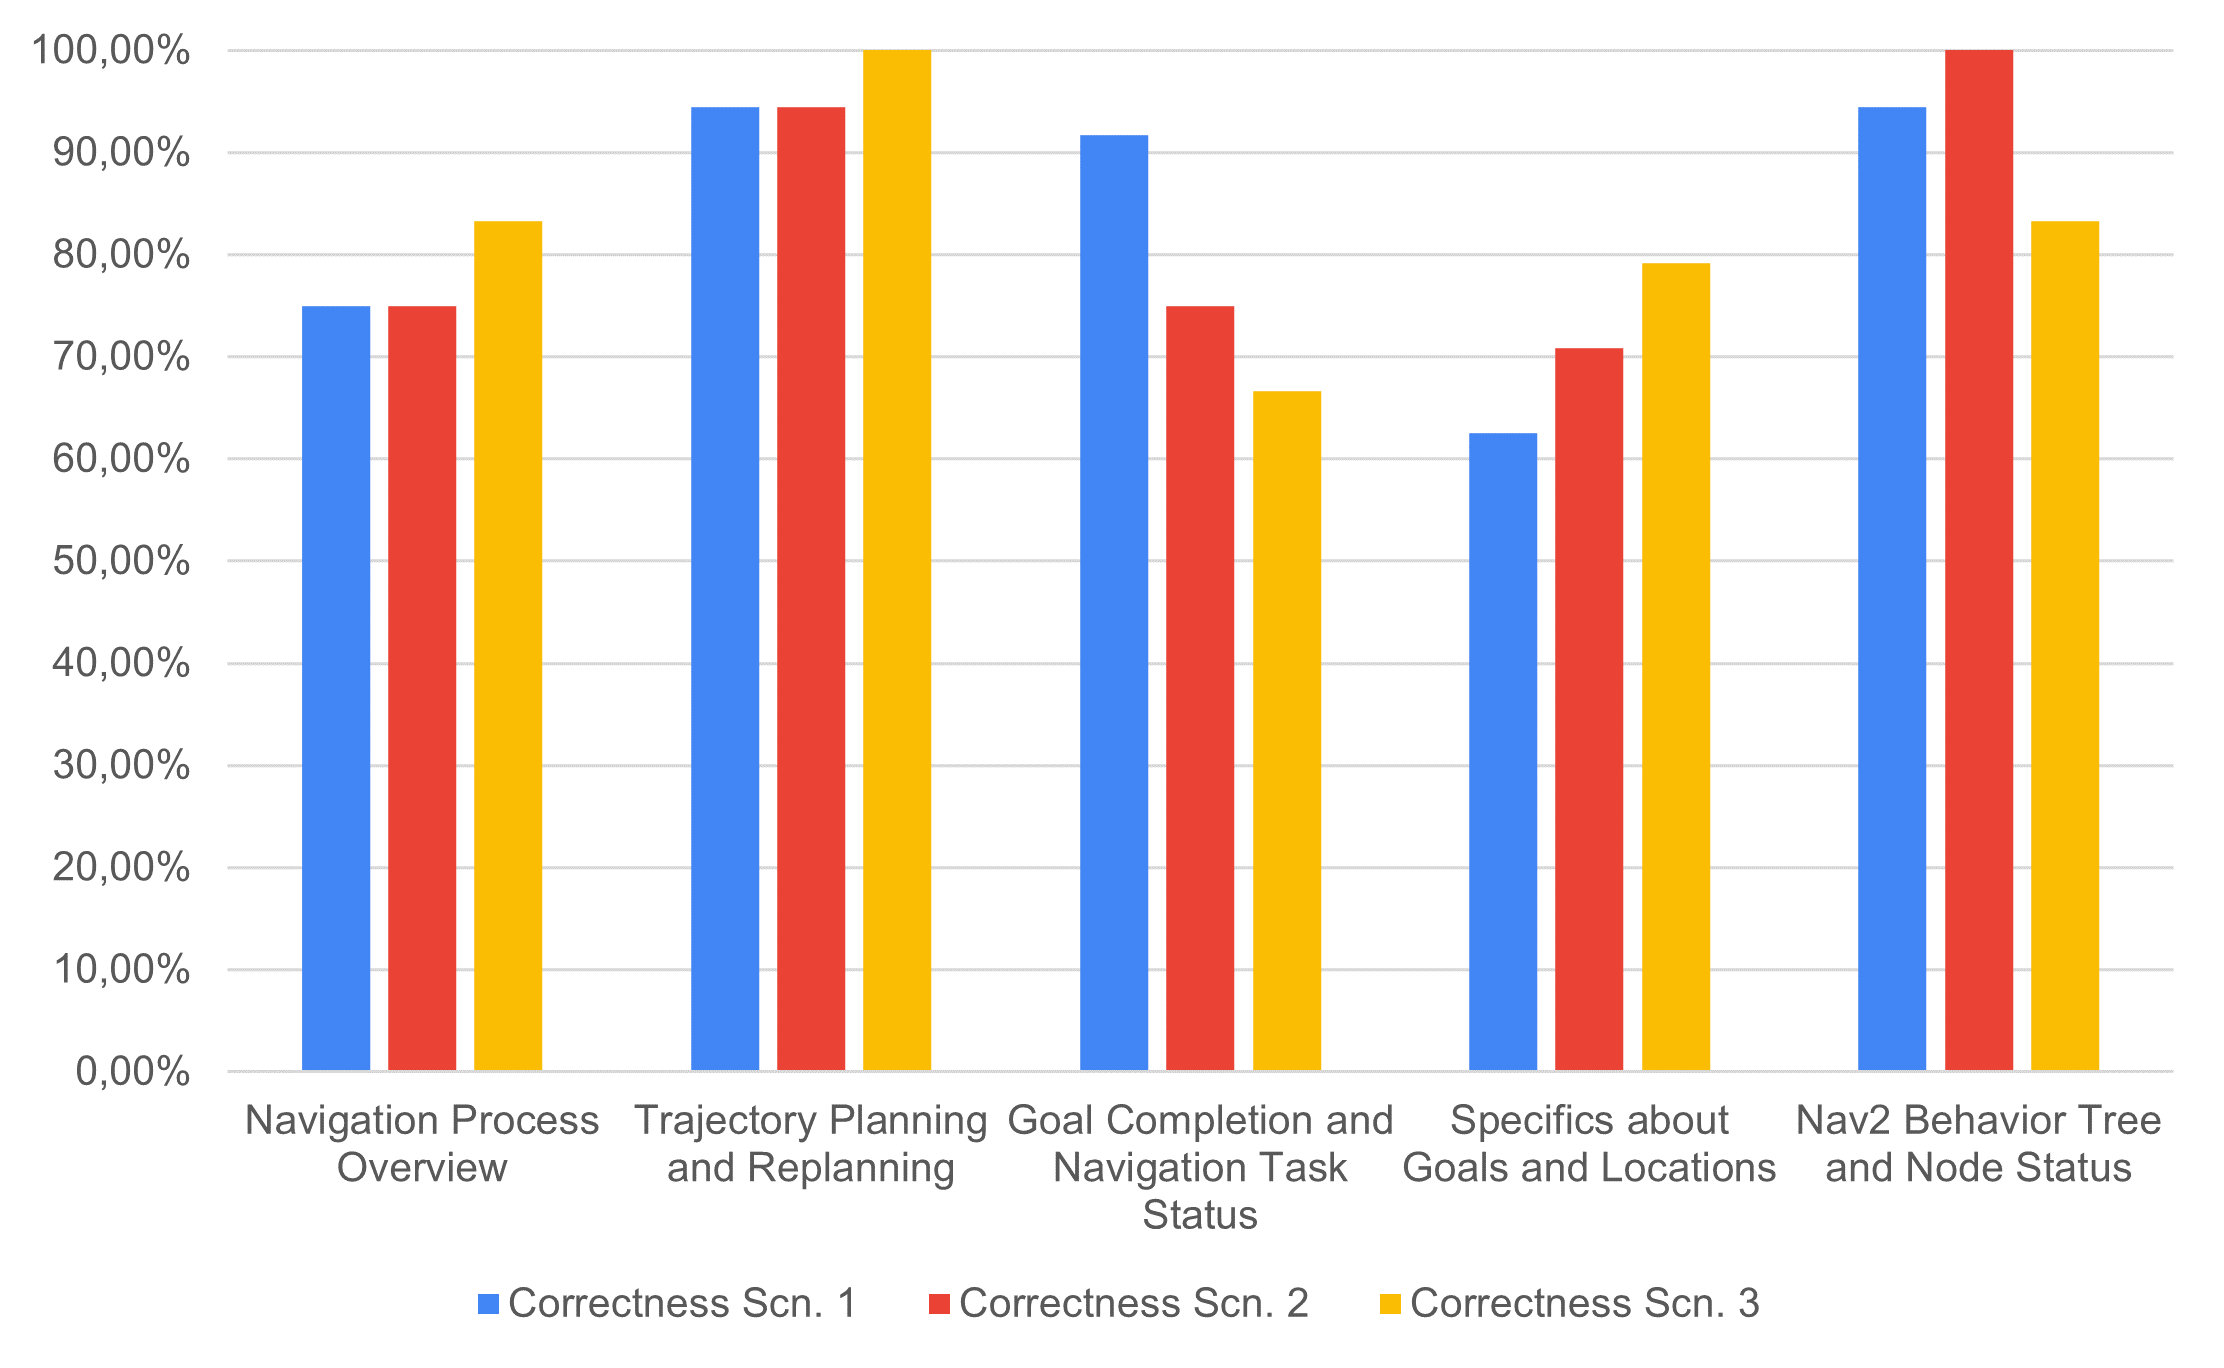 100,00%
90,00%
80,00%
70,00%
60,00%
50,00%
40,00%
30,00%
20,00%
10,00%
0,00%
Navigation Process
Overview
Trajectory Planning
and Replanning
Goal Completion and
Navigation Task
Status
Specifics about
Goals and Locations
Nav2 Behavior Tree
and Node Status
Correctness Scn. 1
Correctness Scn. 2
Correctness Scn. 3